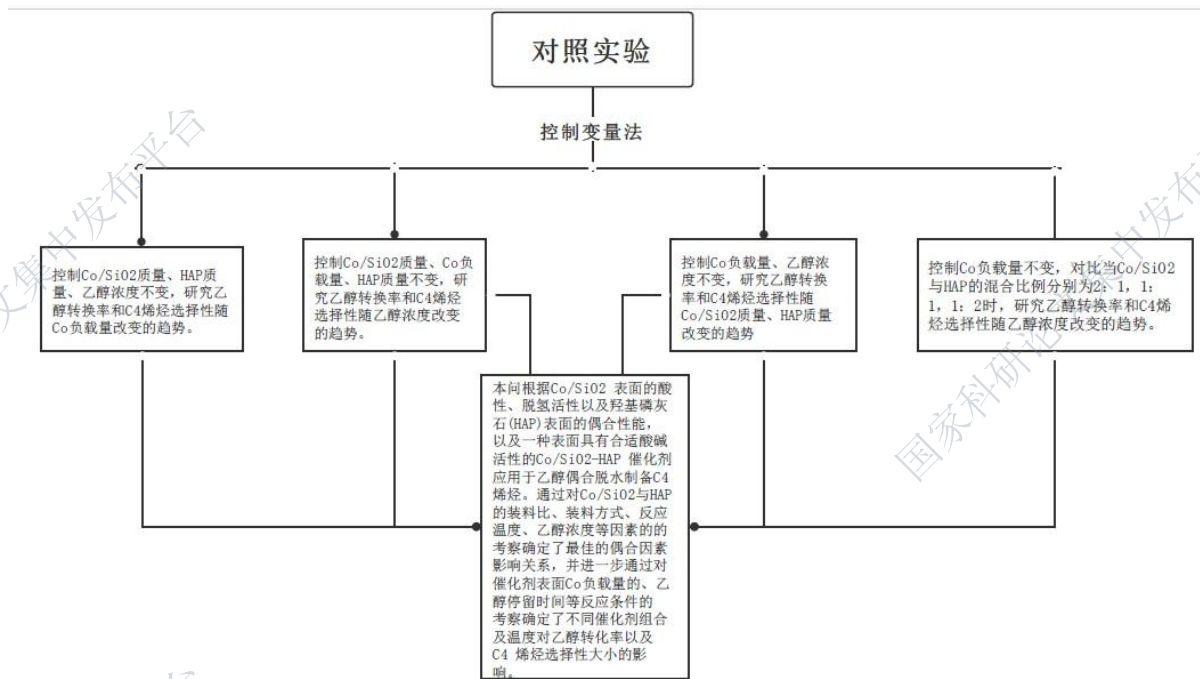 对照实验
控制变量法
控制Co/SiO2质量、HAP质
量、乙醇浓度不变，研究乙
醇转换率和C4烯烃选择性随
Co负载量改变的趋势。
控制Co/SiO2质量、Co负
载量、HAP质量不变，研
究乙醇转换率和C4烯烃
选择性随乙醇浓度改变
的趋势。
控制Co负载量、乙醇浓
度不变，研究乙醇转换
率和C4烯烃选择性随
Co/SiO2质量、HAP质量
改变的趋势
控制Co负载量不变，对比当Co/SiO2
与HAP的混合比例分别为2：1，1：
1，1：2时，研究乙醇转换率和C4烯
烃选择性随乙醇浓度改变的趋势。
本问根据Co/SiO2 表面的酸
性、脱氢活性以及羟基磷灰
石(HAP)表面的偶合性能，
以及一种表面具有合适酸碱
活性的Co/SiO2-HAP 催化剂
应用于乙醇偶合脱水制备C4
烯烃。通过对Co/SiO2与HAP
的装料比、装料方式、反应
温度、乙醇浓度等因素的的
考察确定了最佳的偶合因素
影响关系，并进一步通过对
催化剂表面Co负载量的、乙
醇停留时间等反应条件的
考察确定了不同催化剂组合
及温度对乙醇转化率以及
C4 烯烃选择性大小的影
响。
文集中发布平台
国家科研论文集中发布